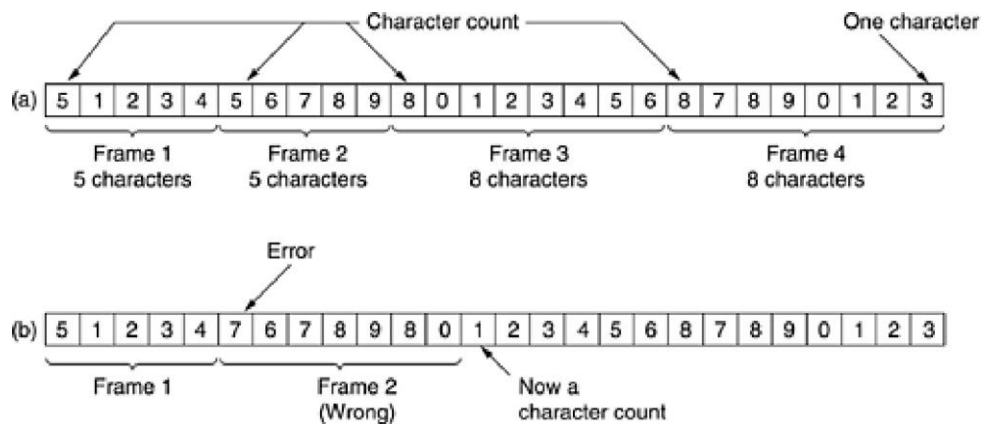 Character count One character
(a) 5 1 2 3 4 5 6 7 8 9 8 0 1 2 3 4 5 6 8 7 8 9 0 1 2 3
Frame 1 Frame 2 Frame 3 Frame 4
5 characters 5 characters 8 characters 8 characters
Error
(b) 5 1 2 3 4 7 6 7 8 9 8 0 1 2 3 4 5 6 8 7 8 9 0 1 2 3
Frame 1 Frame 2 Now a
(Wrong) character count